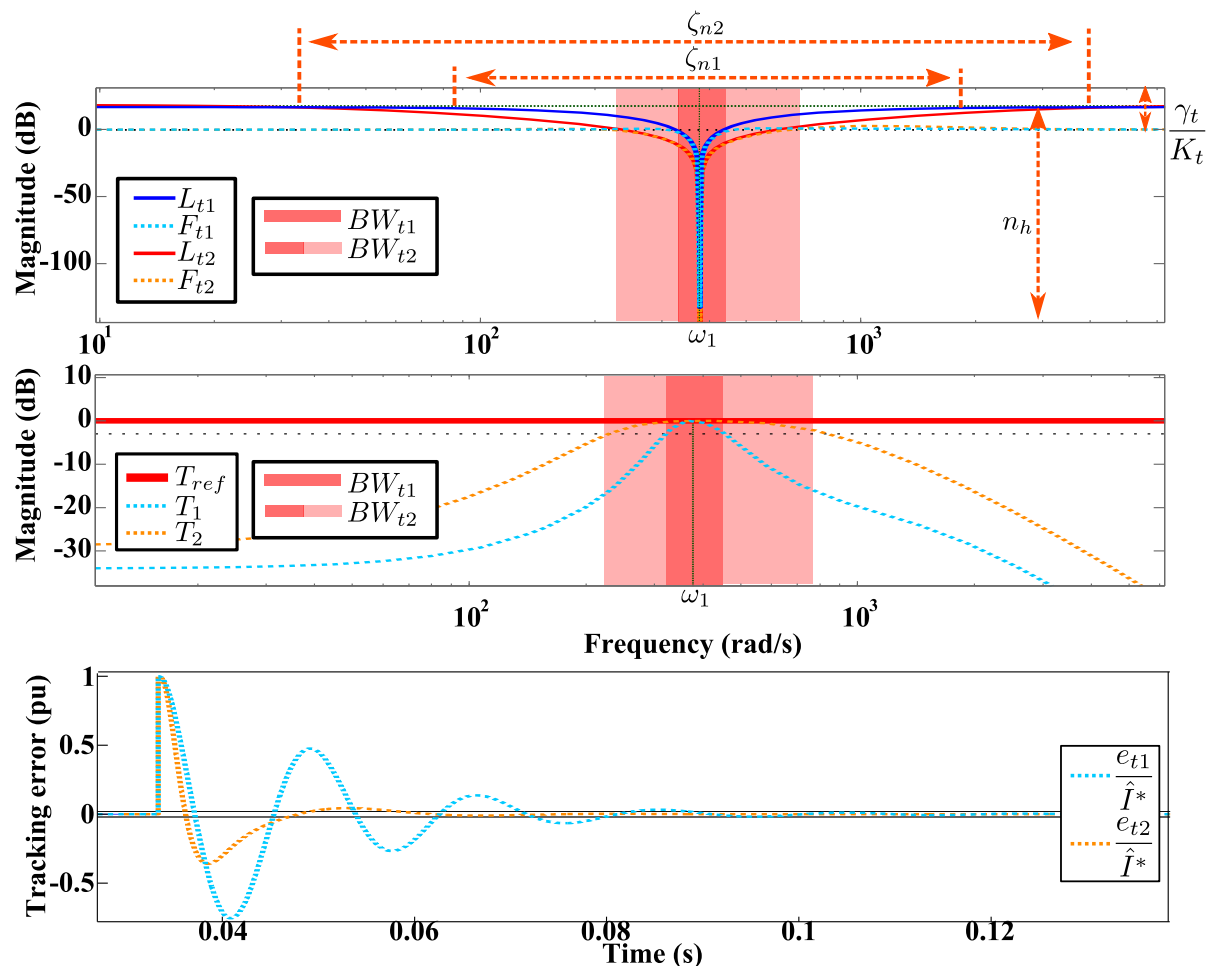 ζn2
ζn1
Magnitude (dB)
0
-50
-100
Lt1
Ft1
Lt2
Ft2
BWt1
BWt2
nh
γt
Kt
10¹
10²
ω1
10³
Magnitude (dB)
10
0
-10
-20
-30
Tref
T1
T2
BWt1
BWt2
10²
ω1
10³
Frequency (rad/s)
Tracking error (pu)
1
0.5
0
-0.5
et1
Î*
et2
Î*
0.04
0.06
0.08
0.1
0.12
Time (s)